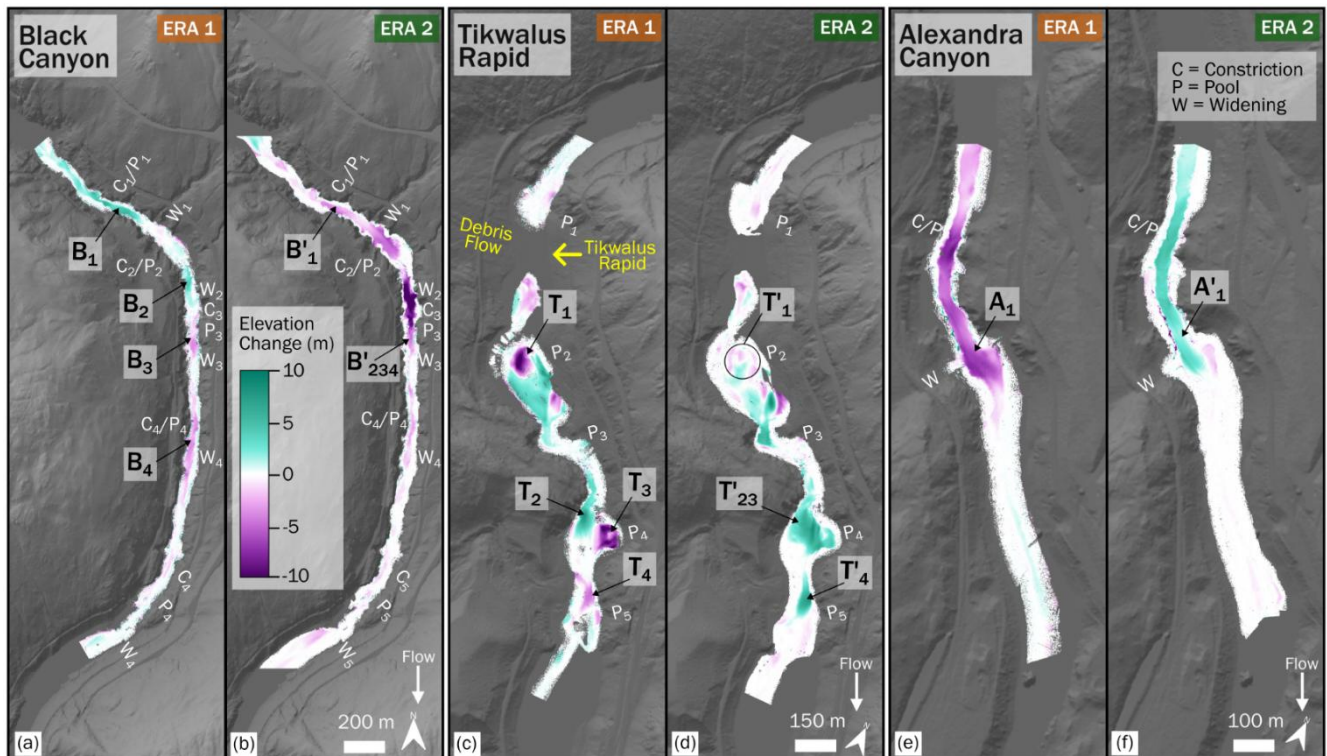 Black
Canyon
ERA 1
C₁/P₁
W₁
B₁
C₂/P₂
B₂
W₂
C₃
P₃
B₃
W₃
C₄/P₄
B₄
W₄
C₄
P₄
W₄
(a)
ERA 2
C₁/P₁
B'₁
W₁
C₂/P₂
W₂
C₃
P₃
B'₂₃₄
W₃
C₄/P₄
W₄
Elevation
Change (m)
10
5
0
-5
-10
C₅
P₅
W₅
Flow
N
200 m
(b)
Tikwalus
Rapid
ERA 1
P₁
Debris
Flow
Tikwalus
Rapid
T₁
P₂
P₃
T₂
T₃
P₄
T₄
P₅
(c)
ERA 2
P₁
T'₁
P₂
P₃
T'₂₃
P₄
T'₄
P₅
Flow
N
150 m
(d)
Alexandra
Canyon
ERA 1
C/P
A₁
W
(e)
ERA 2
C = Constriction
P = Pool
W = Widening
C/P
A'₁
W
Flow
N
100 m
(f)